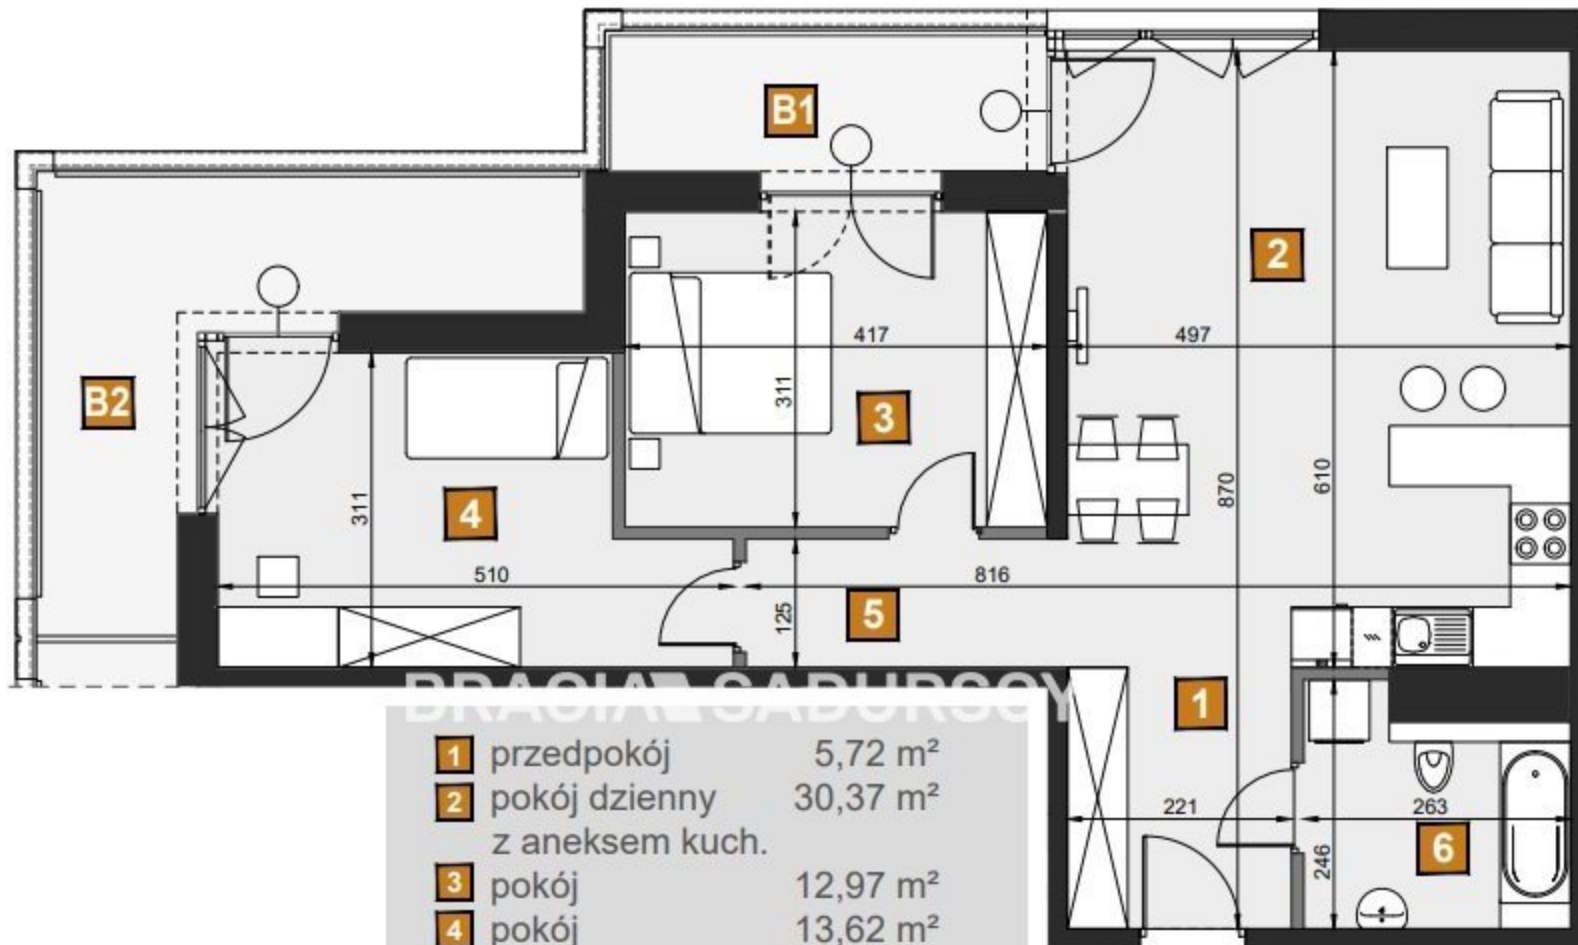 B1
2
417
497
B2
311
3
4
311
870
610
510
816
5
125
1
BRACIA SADURSCY
1 przedpokój 5,72 m²
2 pokój dzienny 30,37 m²
z aneksem kuch.
3 pokój 12,97 m²
4 pokój 13,62 m²
221
263
6
246